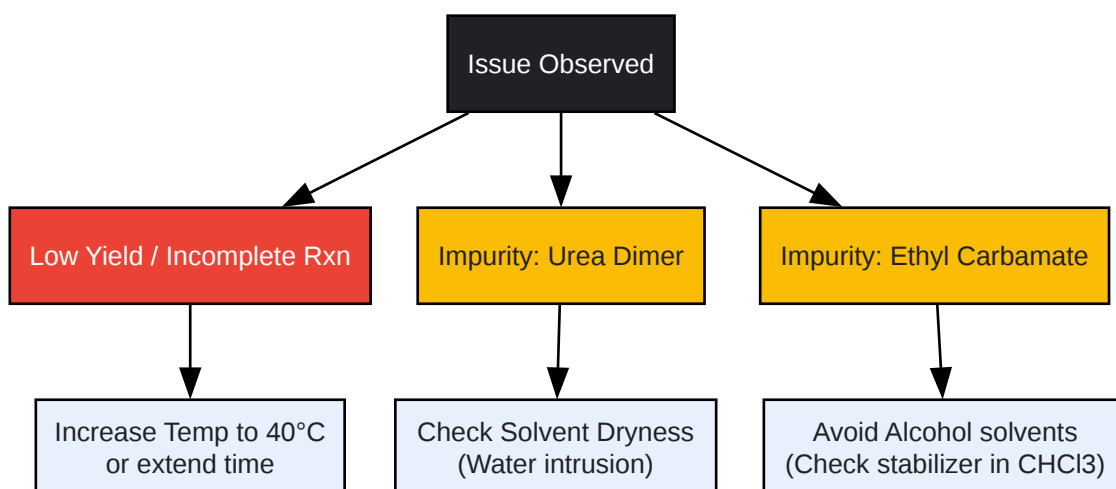 Issue Observed
Low Yield / Incomplete Rxn
Impurity: Urea Dimer
Impurity: Ethyl Carbamate
Increase Temp to 40°C
or extend time
Check Solvent Dryness
(Water intrusion)
Avoid Alcohol solvents
(Check stabilizer in CHCl3)